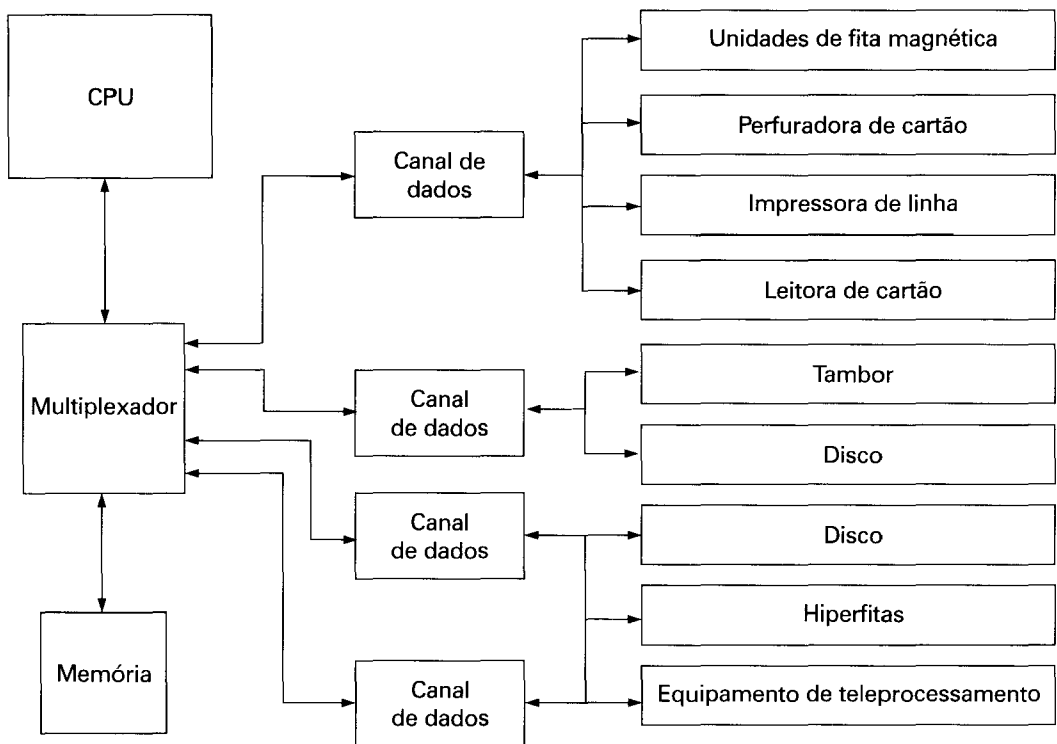 CPU
Multiplexador
Memória
Canal de
dados
Canal
de dados
Canal
de dados
Canal
de dados
Unidades de fita magnética
Perfuradora de cartão
Impressora de linha
Leitora de cartão
Tambor
Disco
Disco
Hiperfitas
Equipamento de teleprocessamento